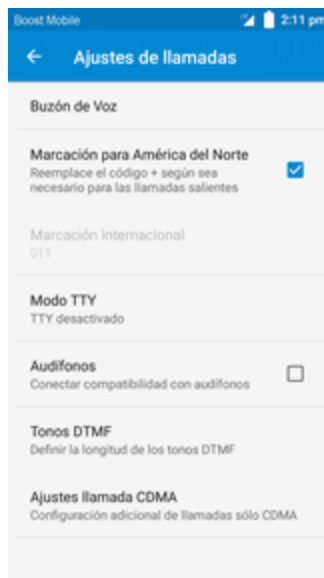 Boost Mobile 2:11 pm
Ajustes de llamadas
Buzón de Voz
Marcación para América del Norte
Reemplace el código + según sea
necesario para las llamadas salientes
Marcación internacional
011
Modo TTY
TTY desactivado
Audífonos
Conectar compatibilidad con audífonos
Tonos DTMF
Definir la longitud de los tonos DTMF
Ajustes llamada CDMA
Configuración adicional de llamadas sólo CDMA